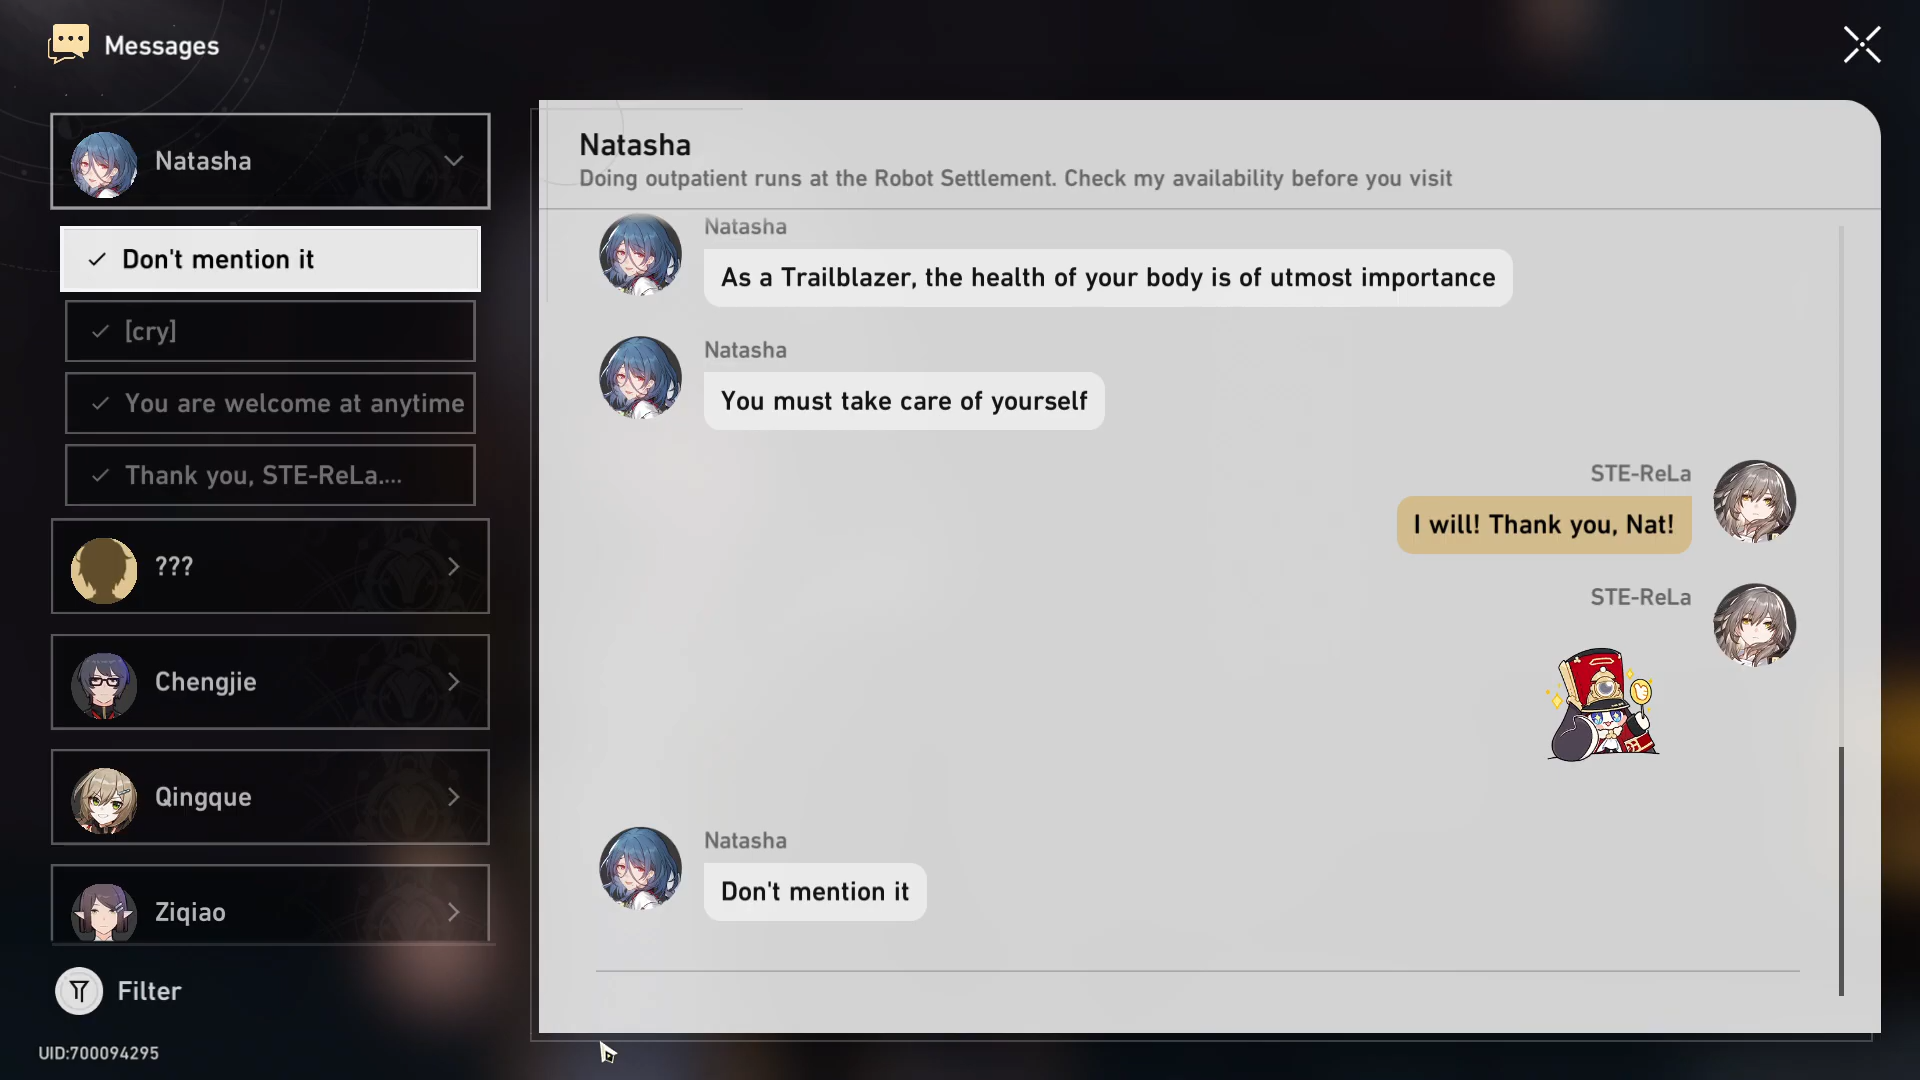 Messages
Natasha
Don't mention it
[cry]
You are welcome at anytime
Thank you, STE-ReLa....
???
Chengjie
Qingque
Ziqiao
Filter
UID:700094295
Natasha
Doing outpatient runs at the Robot Settlement. Check my availability before you visit
Natasha
As a Trailblazer, the health of your body is of utmost importance
Natasha
You must take care of yourself
STE-ReLa
I will! Thank you, Nat!
STE-ReLa
Natasha
Don't mention it